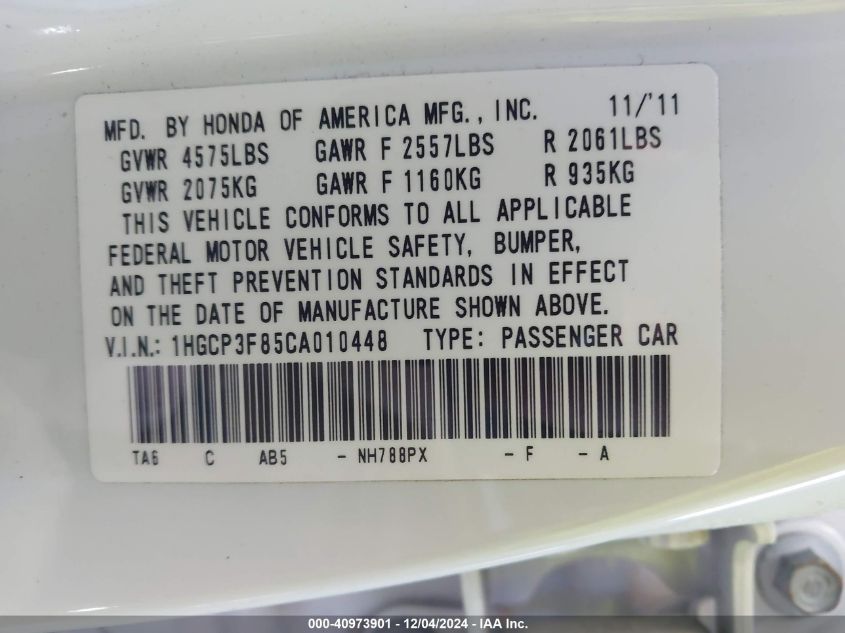 MFD. BY HONDA OF AMERICA MFG., INC. 11/'11
GVWR 4575LBS GAWR F 2557LBS R 2061LBS
GVWR 2075KG GAWR F 1160KG R 935KG
THIS VEHICLE CONFORMS TO ALL APPLICABLE
FEDERAL MOTOR VEHICLE SAFETY, BUMPER,
AND THEFT PREVENTION STANDARDS IN EFFECT
ON THE DATE OF MANUFACTURE SHOWN ABOVE.
V.I.N.: 1HGCP3F85CA010448 TYPE: PASSENGER CAR
TA6 C AB5 - NH788PX - F - A
000-40973901 - 12/04/2024 - IAA Inc.